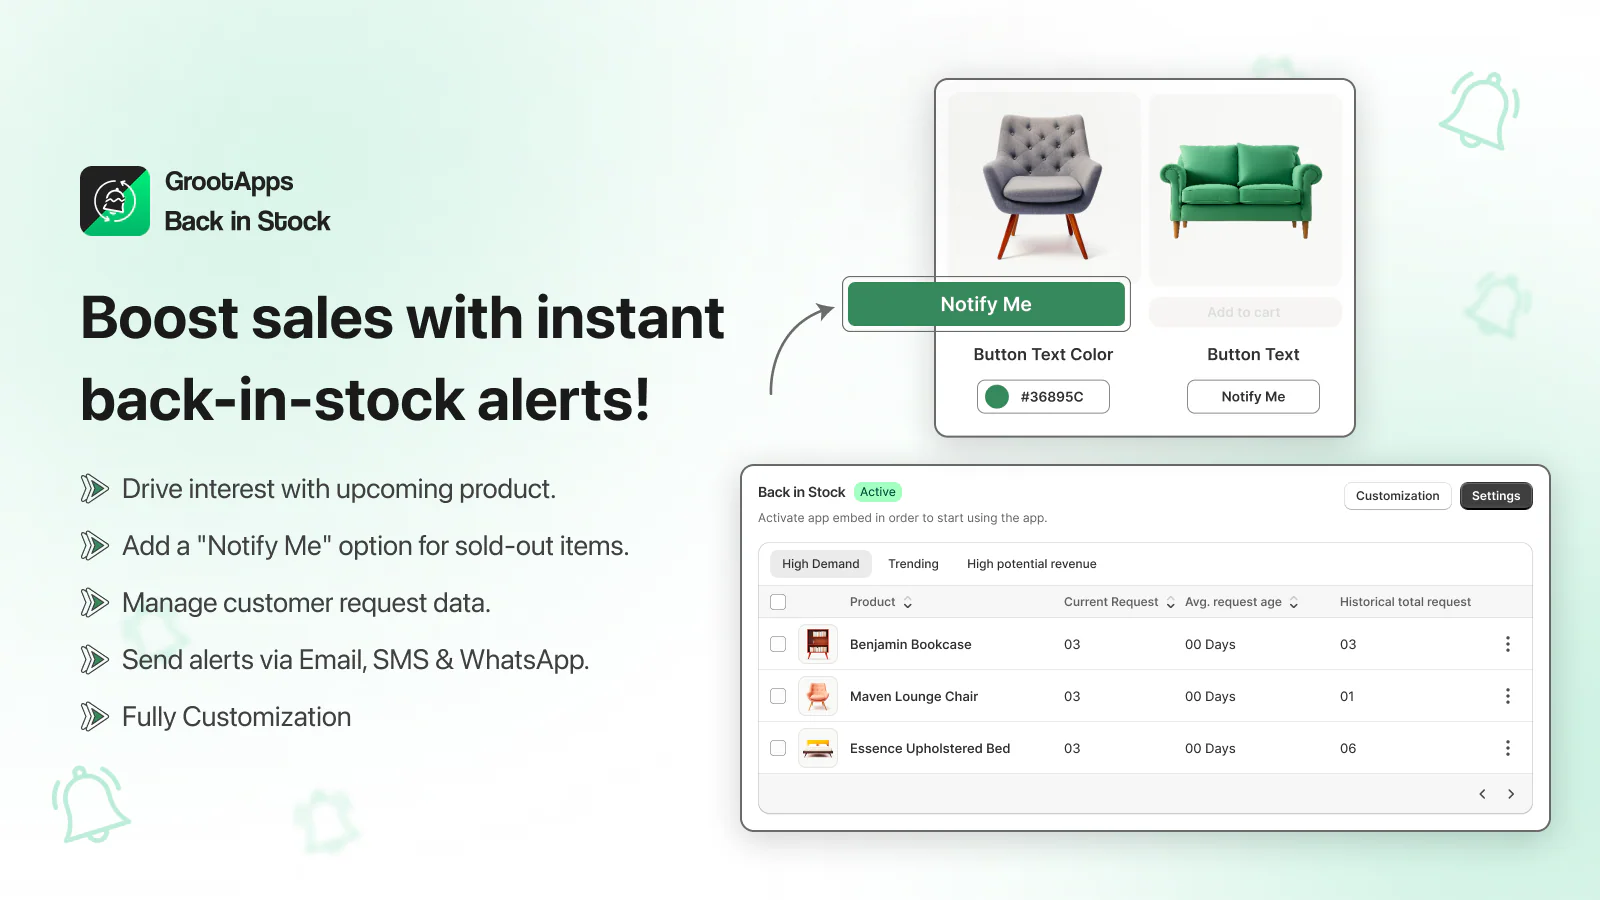 GrootApps
Back in Stock
Boost sales with instant
back-in-stock alerts!
Drive interest with upcoming product.
Add a "Notify Me" option for sold-out items.
Manage customer request data.
Send alerts via Email, SMS & WhatsApp.
Fully Customization
Notify Me
Add to cart
Button Text Color
Button Text
#36895C
Notify Me
Back in Stock Active
Customization Settings
Activate app embed in order to start using the app.
High Demand Trending High potential revenue
Product Current Request Avg. request age Historical total request
Benjamin Bookcase 03 00 Days 03
Maven Lounge Chair 03 00 Days 01
Essence Upholstered Bed 03 00 Days 06